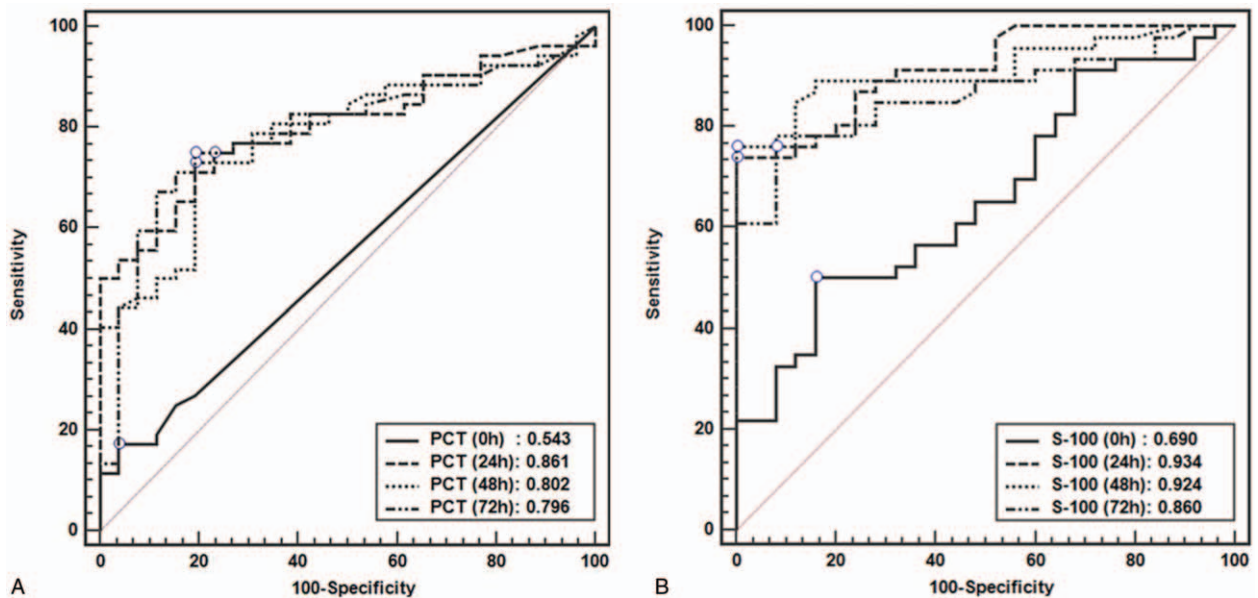 100
80
60
40
20
0
Sensitivity
0 20 40 60 80 100
100-Specificity
PCT (0h) : 0.543
PCT (24h): 0.861
PCT (48h): 0.802
PCT (72h): 0.796
A
100
80
60
40
20
0
Sensitivity
0 20 40 60 80 100
100-Specificity
S-100 (0h) : 0.690
S-100 (24h): 0.934
S-100 (48h): 0.924
S-100 (72h): 0.860
B